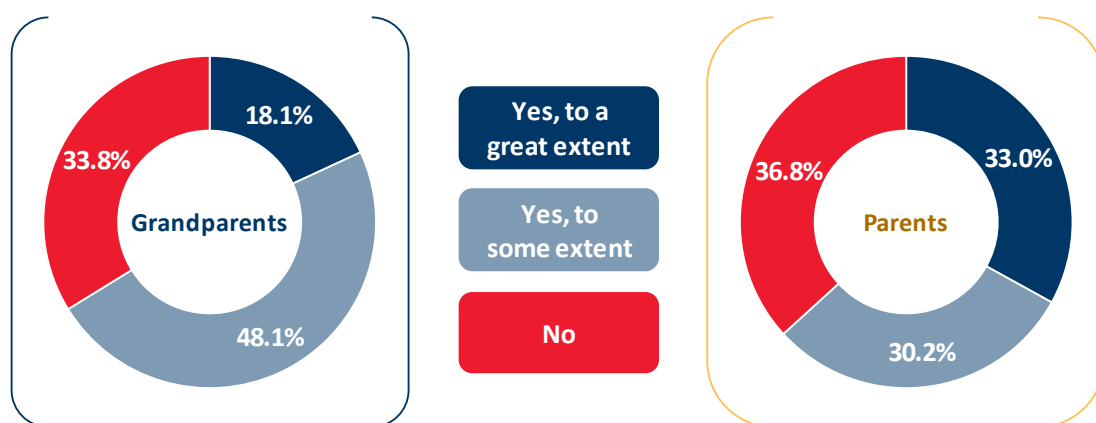 18.1%
33.8%
Grandparents
48.1%
Yes, to a
great extent
Yes, to
some extent
No
33.0%
36.8%
Parents
30.2%